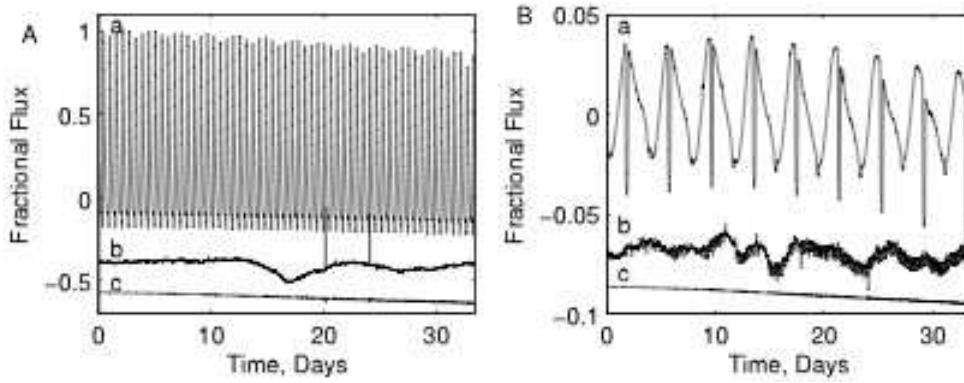 A
a
b
c
1
0.5
0
−0.5
Fractional Flux
0 10 20 30
Time, Days
B
a
b
c
0.05
0
−0.05
−0.1
Fractional Flux
0 10 20 30
Time, Days